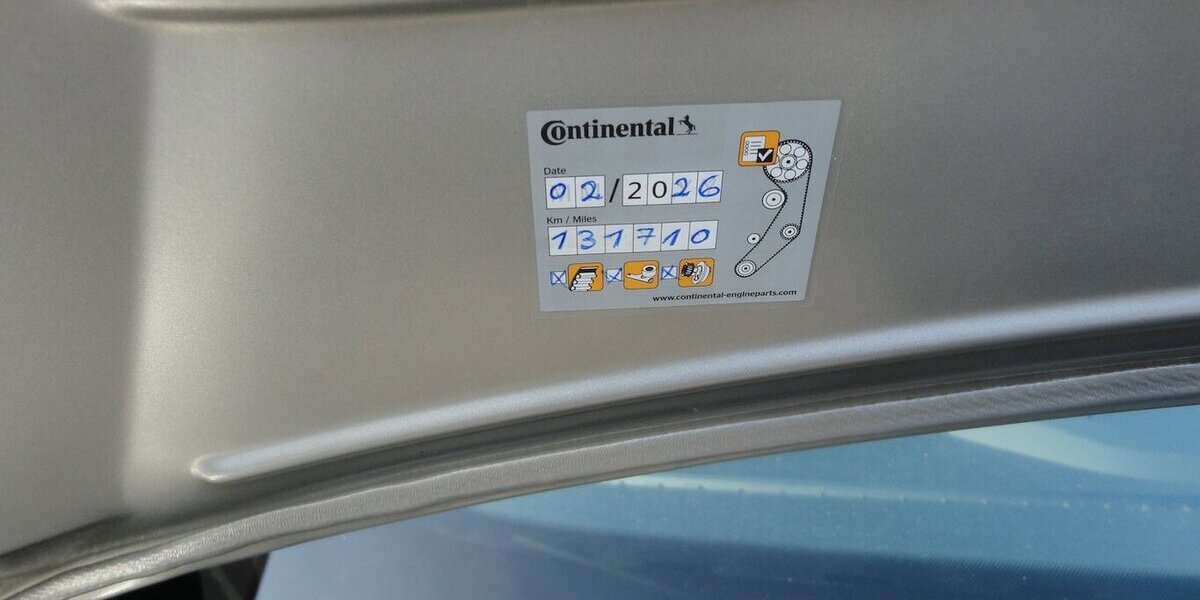 Continental
Date
02/2026
Km / Miles
131710
www.continental-engineparts.com